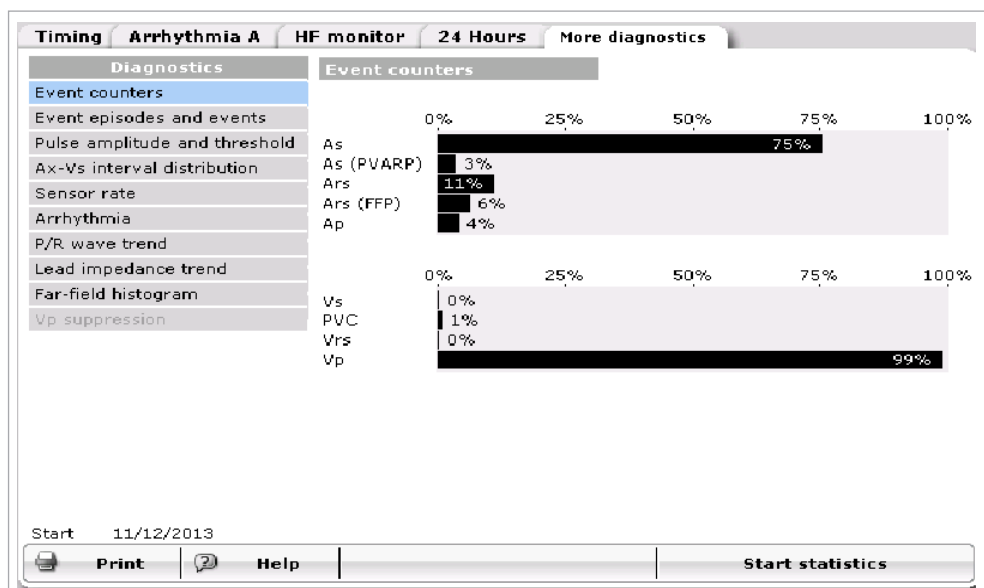 Timing Arrhythmia A HF monitor 24 Hours More diagnostics
Diagnostics
Event counters
Event episodes and events
Pulse amplitude and threshold
Ax-Vs interval distribution
Sensor rate
Arrhythmia
P/R wave trend
Lead impedance trend
Far-field histogram
Vp suppression
Event counters
0% 25% 50% 75% 100%
As 75%
As (PVARP) 3%
Ars 11%
Ars (FFP) 6%
Ap 4%
0% 25% 50% 75% 100%
Vs 0%
PVC 1%
Vrs 0%
Vp 99%
Start 11/12/2013
Print Help Start statistics